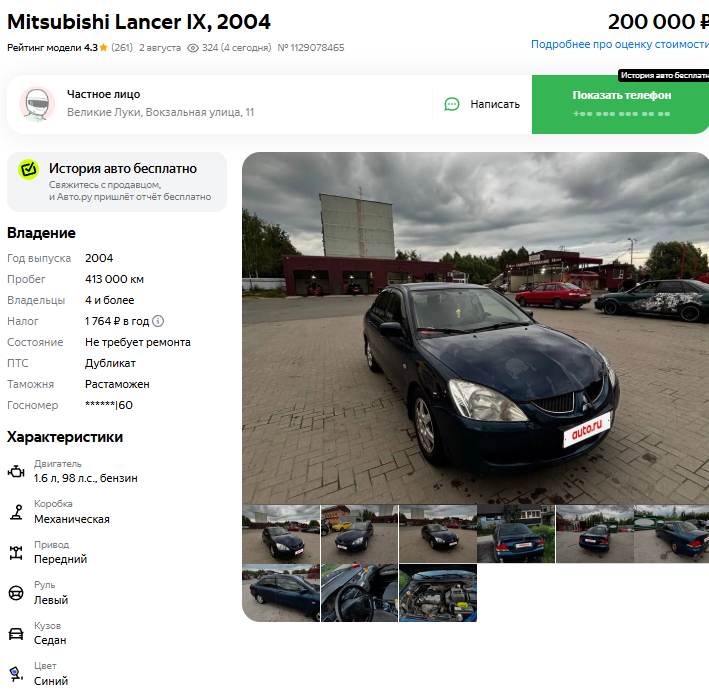 Mitsubishi Lancer IX, 2004
200 000 ₽
Рейтинг модели 4.3 ★ (261) 2 августа 324 (4 сегодня) № 1129078465
Подробнее про оценку стоимости
История авто бесплатн
Частное лицо
Великие Луки, Вокзальная улица, 11
Написать
Показать телефон
История авто бесплатно
Свяжитесь с продавцом,
и Авто.ру пришлёт отчёт бесплатно
Владение
Год выпуска 2004
Пробег 413 000 км
Владельцы 4 и более
Налог 1 764 ₽ в год
Состояние Не требует ремонта
ПТС Дубликат
Таможня Растаможен
Госномер ******|60
Характеристики
Двигатель
1.6 л, 98 л.с., бензин
Коробка
Механическая
Привод
Передний
Руль
Левый
Кузов
Седан
Цвет
Синий
auto.ru